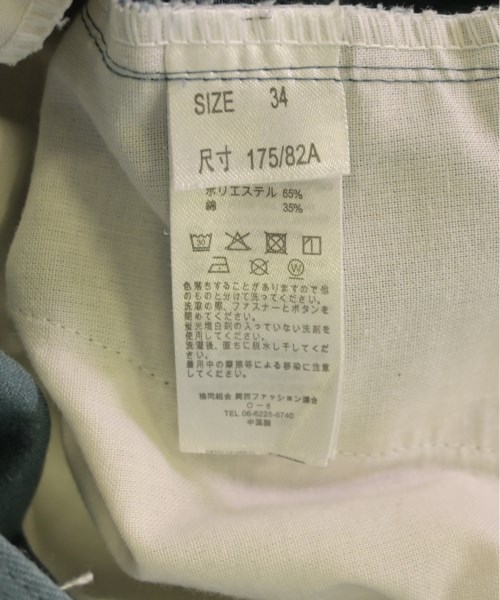 SIZE 34
尺寸 175/82A
ポリエステル 65%
綿 35%
30
W
色落ちすることがありますので他
のものと分けて洗ってください。
洗濯の際、ファスナーとボタンを
閉めてください。
蛍光増白剤の入っていない洗剤を
使用してください。
洗濯後、直ちに脱水し干してくだ
さい。
着用中の摩擦等による移染に注意
してください。
協同組合 関西ファッション連合
TEL 06-6228-6740
中国製